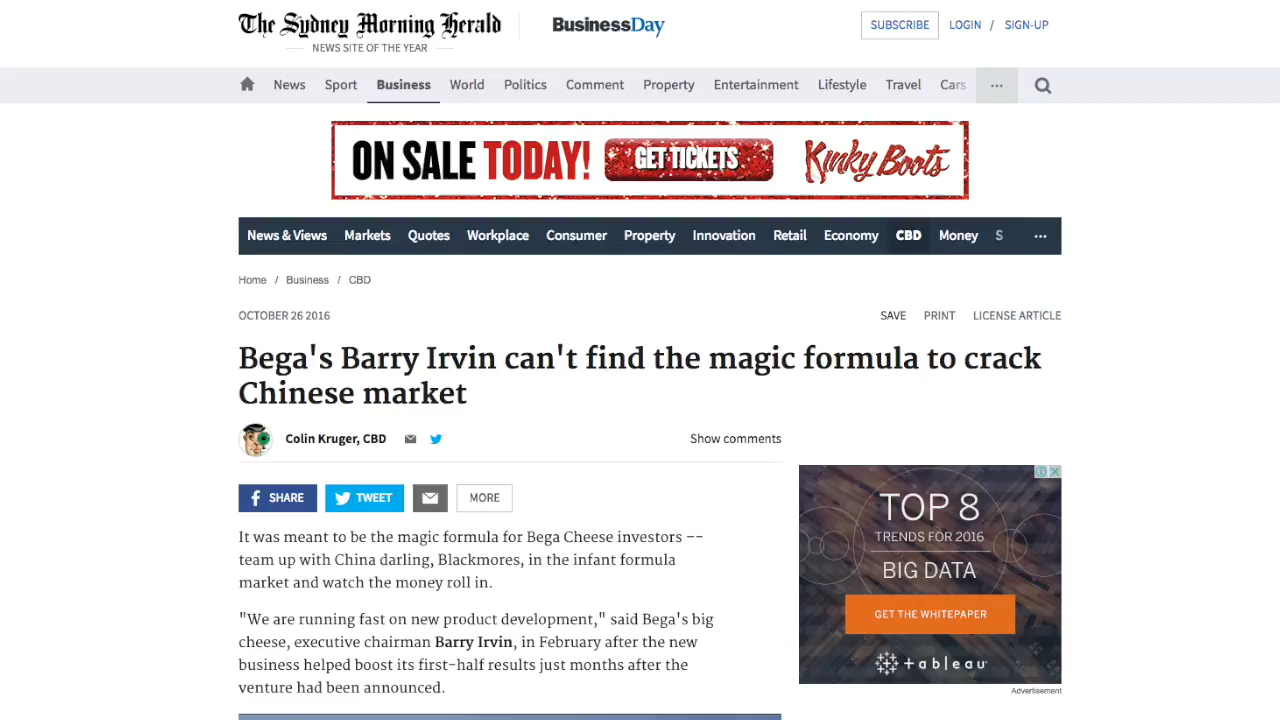 The Sydney Morning Herald
NEWS SITE OF THE YEAR
BusinessDay
SUBSCRIBE LOGIN / SIGN-UP
News Sport Business World Politics Comment Property Entertainment Lifestyle Travel Cars ...
ON SALE TODAY! GET TICKETS Kinky Boots
News & Views Markets Quotes Workplace Consumer Property Innovation Retail Economy CBD Money S ...
Home / Business / CBD
OCTOBER 26 2016
SAVE PRINT LICENSE ARTICLE
Bega's Barry Irvin can't find the magic formula to crack
Chinese market
Colin Kruger, CBD
Show comments
SHARE TWEET MORE
It was meant to be the magic formula for Bega Cheese investors --
team up with China darling, Blackmores, in the infant formula
market and watch the money roll in.
"We are running fast on new product development," said Bega's big
cheese, executive chairman Barry Irvin, in February after the new
business helped boost its first-half results just months after the
venture had been announced.
TOP 8
TRENDS FOR 2016
BIG DATA
GET THE WHITEPAPER
+ a b l e a u
Advertisement